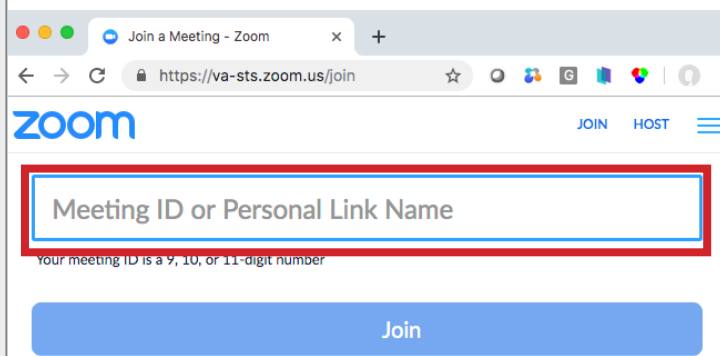 Join a Meeting - Zoom
https://va-sts.zoom.us/join
G
zoom
JOIN HOST
Meeting ID or Personal Link Name
Your meeting ID is a 9, 10, or 11-digit number
Join